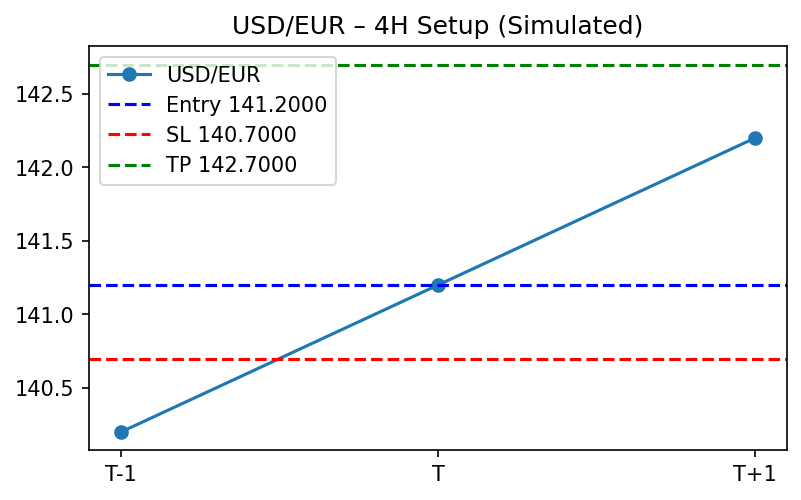 USD/EUR – 4H Setup (Simulated)
USD/EUR
Entry 141.2000
SL 140.7000
TP 142.7000
142.5
142.0
141.5
141.0
140.5
T-1
T
T+1